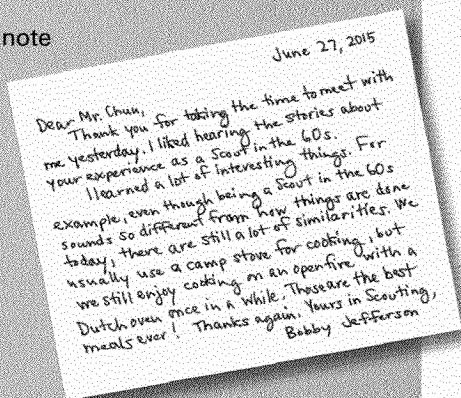 note
June 27, 2015
Dear Mr. Chun,
Thank you for taking the time to meet with
me yesterday. I liked hearing the stories about
your experience as a Scout in the 60s.
I learned a lot of interesting things. For
example, even though being a Scout in the 60s
sounds so different from how things are done
today, there are still a lot of similarities. We
usually use a camp stove for cooking, but
we still enjoy cooking on an open fire with a
Dutch oven once in a while. Those are the best
meals ever! Thanks again. Yours in Scouting,
Bobby Jefferson